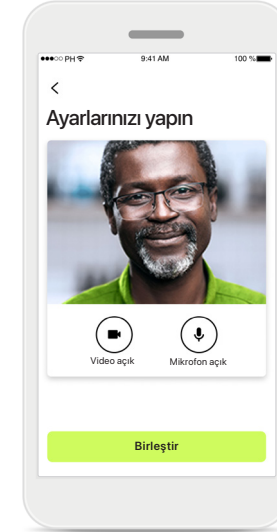 PH 9:41 AM 100 %
Ayarlarınızı yapın
Video açık Mikrofon açık
Birleştir